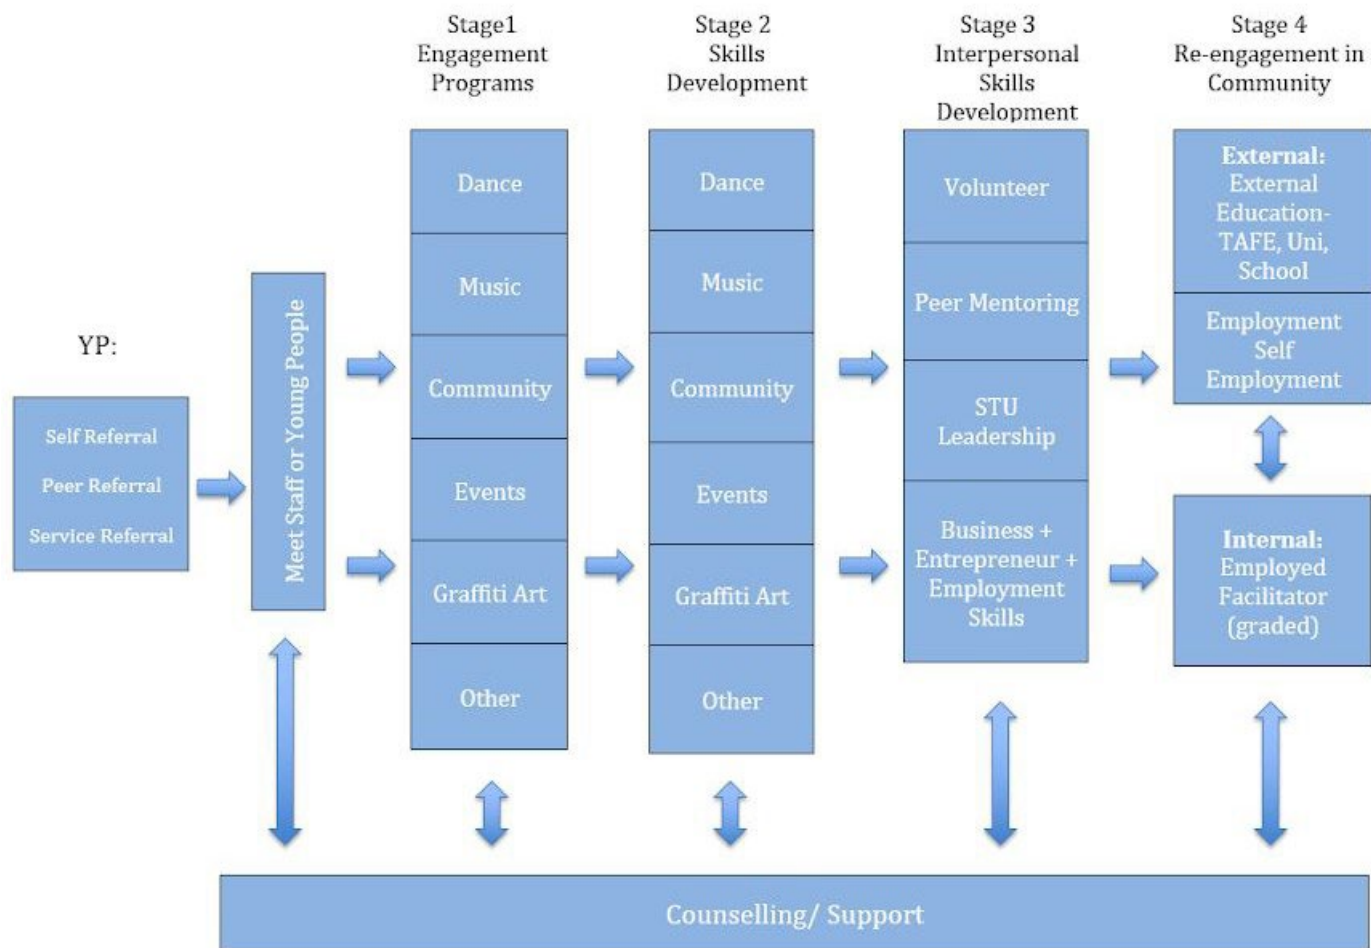 Stage1
Engagement
Programs
Stage 2
Skills
Development
Stage 3
Interpersonal
Skills
Development
Stage 4
Re-engagement in
Community
YP:
Self Referral
Peer Referral
Service Referral
Meet Staff or Young People
Dance
Music
Community
Events
Graffiti Art
Other
Dance
Music
Community
Events
Graffiti Art
Other
Volunteer
Peer Mentoring
STU
Leadership
Business +
Entrepreneur +
Employment
Skills
External:
External
Education-
TAFE, Uni,
School
Employment
Self
Employment
Internal:
Employed
Facilitator
(graded)
Counselling/ Support